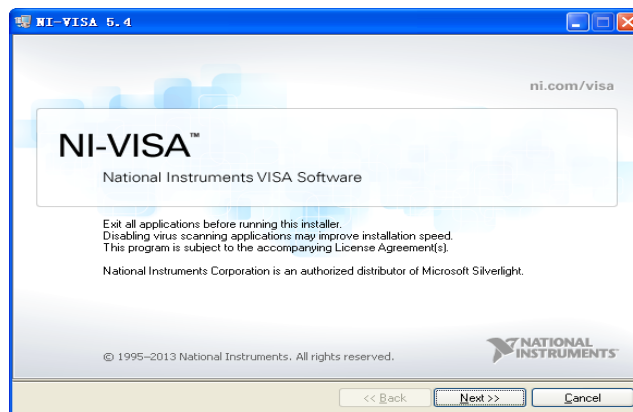 NI-VISA 5.4
ni.com/visa
NI-VISA™
National Instruments VISA Software
Exit all applications before running this installer.
Disabling virus scanning applications may improve installation speed.
This program is subject to the accompanying License Agreement(s).
National Instruments Corporation is an authorized distributor of Microsoft Silverlight.
© 1995–2013 National Instruments. All rights reserved.
NATIONAL
INSTRUMENTS™
<< Back Next >> Cancel